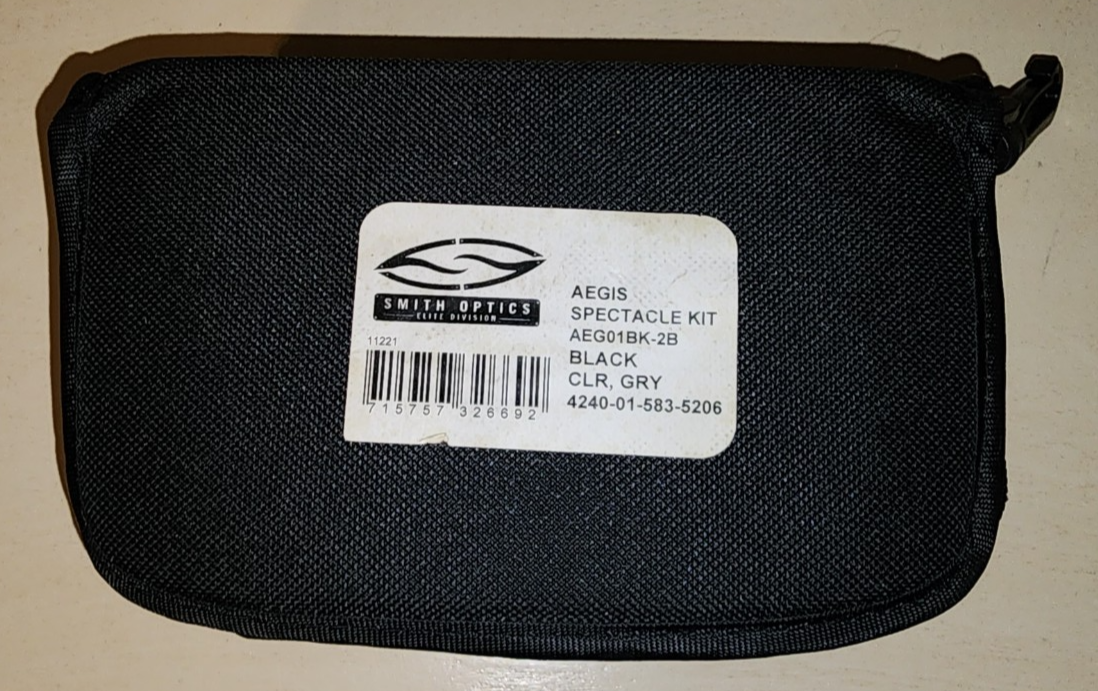 SMITH OPTICS
ELITE DIVISION
11221
715757 326692
AEGIS
SPECTACLE KIT
AEG01BK-2B
BLACK
CLR, GRY
4240-01-583-5206